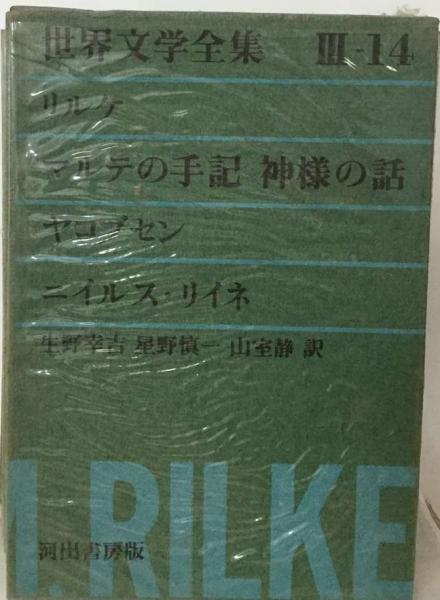 世界文学全集 III-14
リルケ
マルテの手記 神様の話
ヤコブセン
ニイルス・リイネ
生野幸吉 星野慎一 山室静 訳
M.RILKE
河出書房版